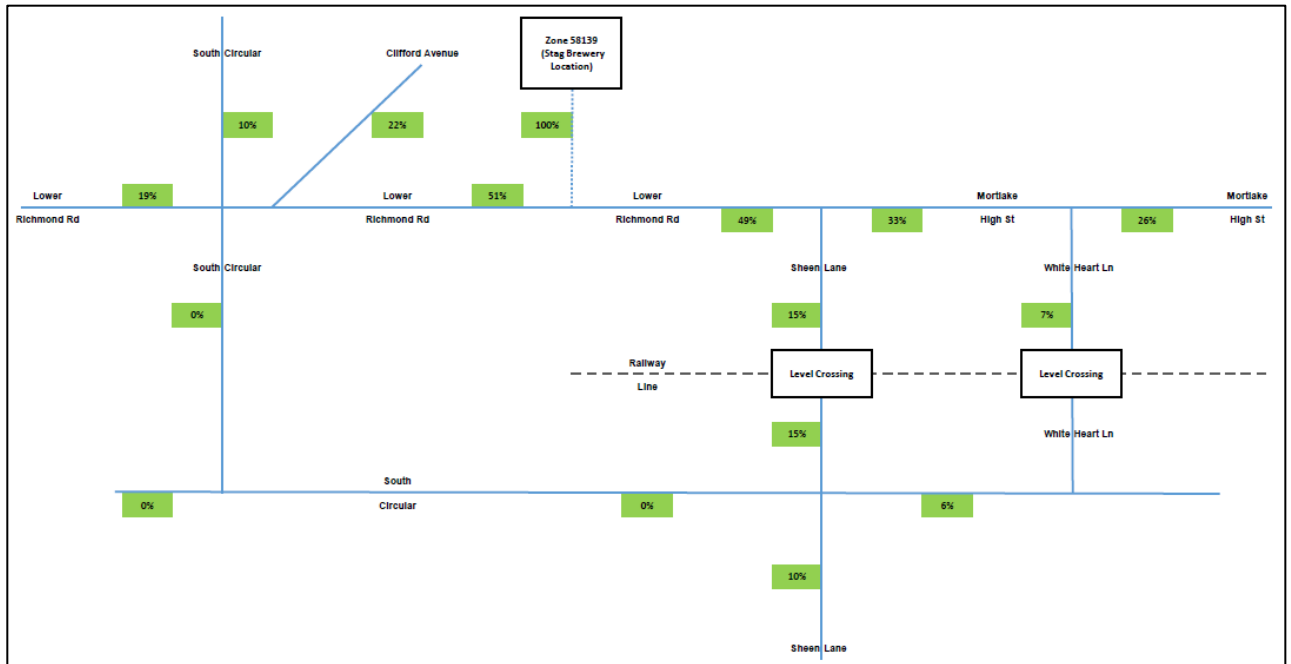 Zone 58139
(Stag Brewery
Location)
South Circular
Clifford Avenue
10%
22%
100%
Lower
19%
Lower
51%
Lower
Mortlake
Mortlake
Richmond Rd
Richmond Rd
Richmond Rd
49%
33%
High St
26%
High St
South Circular
Sheen Lane
White Heart Ln
0%
15%
7%
Railway
Line
Level Crossing
Level Crossing
15%
White Heart Ln
South
Circular
0%
0%
6%
10%
Sheen Lane